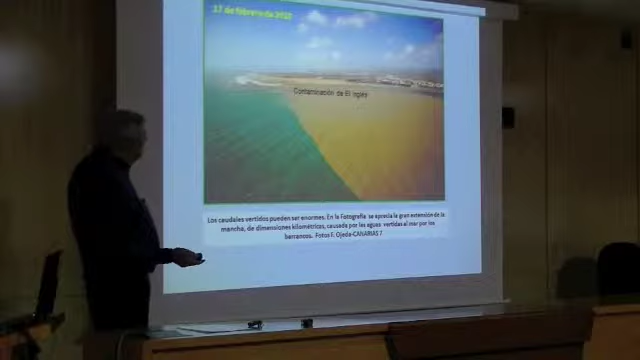 17 de febrero de 2010
Contaminación de El Inglés
Los caudales vertidos pueden ser enormes. En la Fotografía se aprecia la gran extensión de la
mancha, de dimensiones kilométricas, causada por las aguas vertidas al mar por los
barrancos. Fotos F. Ojeda-CANARIAS 7